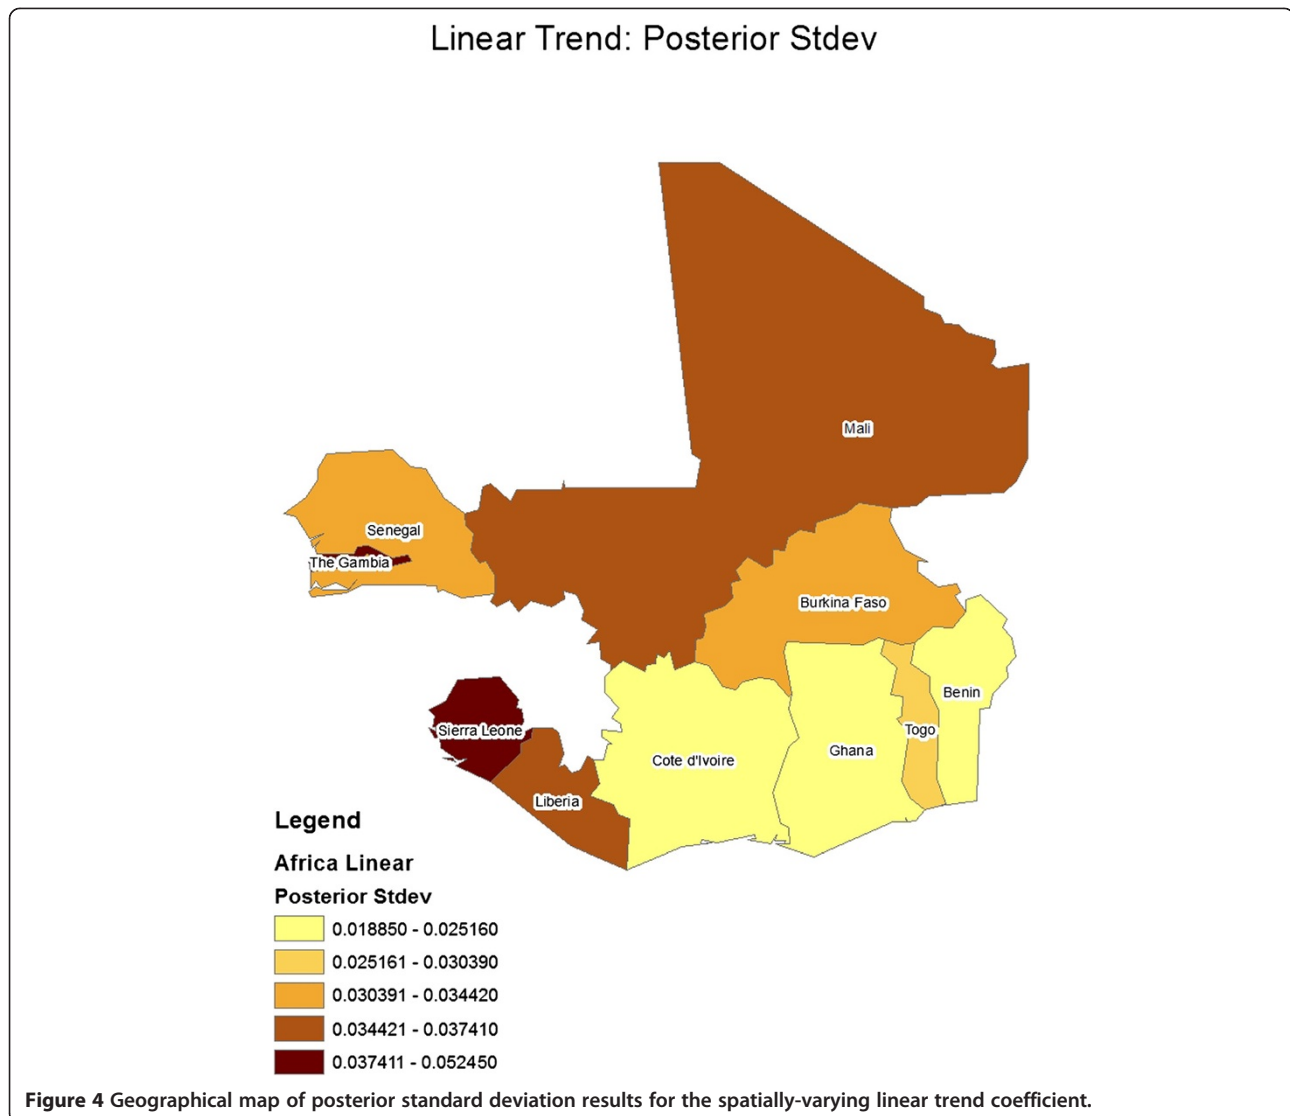 Linear Trend: Posterior Stdev
Mali
Senegal
The Gambia
Burkina Faso
Benin
Togo
Sierra Leone
Ghana
Cote d'Ivoire
Liberia
Legend
Africa Linear
Posterior Stdev
0.018850 - 0.025160
0.025161 - 0.030390
0.030391 - 0.034420
0.034421 - 0.037410
0.037411 - 0.052450
Figure 4 Geographical map of posterior standard deviation results for the spatially-varying linear trend coefficient.